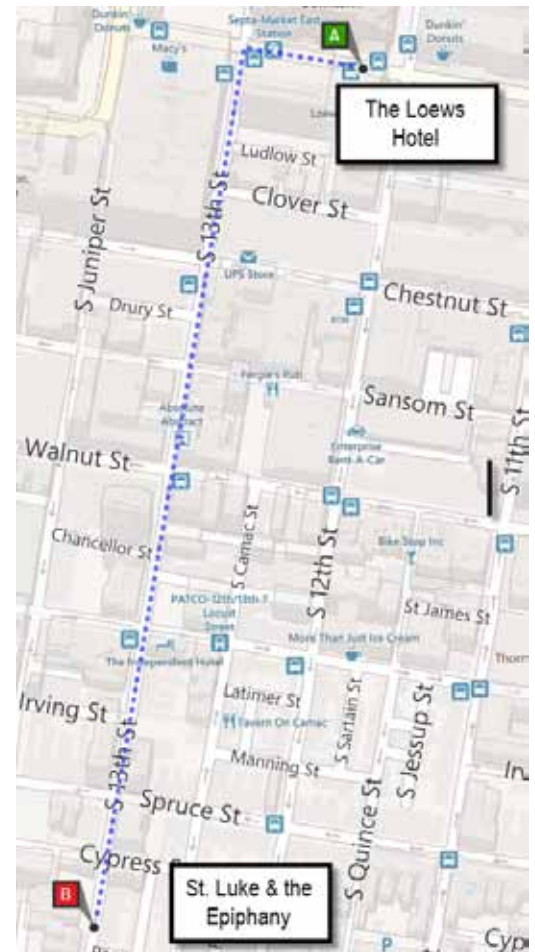 Dunkin'
Donuts
Macy's
Septa-Market East
Station
A
Dunkin'
Donuts
The Loews
Hotel
Ludlow St
Clover St
S 13th St
S Juniper St
UPS Store
Chestnut St
Drury St
Fergie's Pub
Sansom St
Absolute
Abstract
Enterprise
Rent-A-Car
S 11th St
Walnut St
S Camac St
S 12th St
Chancellor St
Bike Stop Inc
PATCO-12th/13th &
Locust
Street
St James St
The Independent Hotel
More Than Just Ice Cream
Irving St
Latimer St
Tavern On Camac
S Sartain St
S Jessup St
Manning St
S 13th St
Spruce St
S Quince St
Cypress S
B
St. Luke & the
Epiphany
P
Cyp